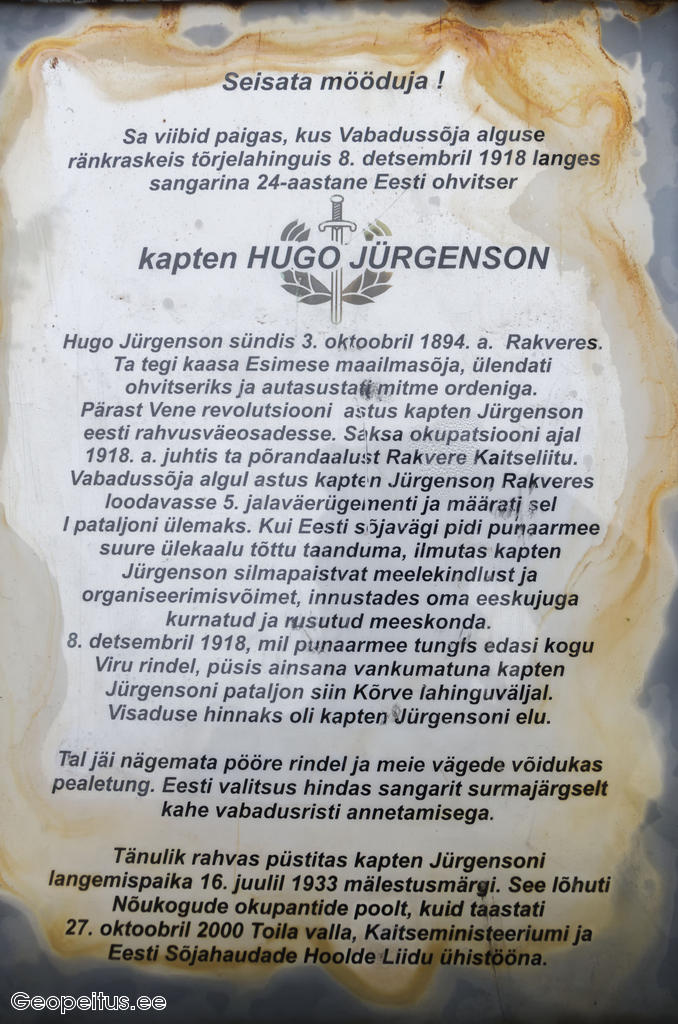 Seisata mööduja !
Sa viibid paigas, kus Vabadussõja alguse
ränkraskeis tõrjelahinguis 8. detsembril 1918 langes
sangarina 24-aastane Eesti ohvitser
kapten HUGO JÜRGENSON
Hugo Jürgenson sündis 3. oktoobril 1894. a. Rakveres.
Ta tegi kaasa Esimese maailmasõja, ülendati
ohvitseriks ja autasustati mitme ordeniga.
Pärast Vene revolutsiooni astus kapten Jürgenson
eesti rahvusväeosadesse. Saksa okupatsiooni ajal
1918. a. juhtis ta põrandaalust Rakvere Kaitseliitu.
Vabadussõja algul astus kapten Jürgenson Rakveres
loodavasse 5. jalaväerügementi ja määrati sel
I pataljoni ülemaks. Kui Eesti sõjavägi pidi punaarmee
suure ülekaalu tõttu taanduma, ilmutas kapten
Jürgenson silmapaistvat meelekindlust ja
organiseerimisvõimet, innustades oma eeskujuga
kurnatud ja rusutud meeskonda.
8. detsembril 1918, mil punaarmee tungis edasi kogu
Viru rindel, püsis ainsana vankumatuna kapten
Jürgensoni pataljon siin Kõrve lahinguväljal.
Visaduse hinnaks oli kapten Jürgensoni elu.
Tal jäi nägemata pööre rindel ja meie vägede võidukas
pealetung. Eesti valitsus hindas sangarit surmajärgselt
kahe vabadusristi annetamisega.
Tänulik rahvas püstitas kapten Jürgensoni
langemispaika 16. juulil 1933 mälestusmärgi. See lõhuti
Nõukogude okupantide poolt, kuid taastati
27. oktoobril 2000 Toila valla, Kaitseministeeriumi ja
Eesti Sõjahaudade Hoolde Liidu ühistööna.
Geopeitus.ee